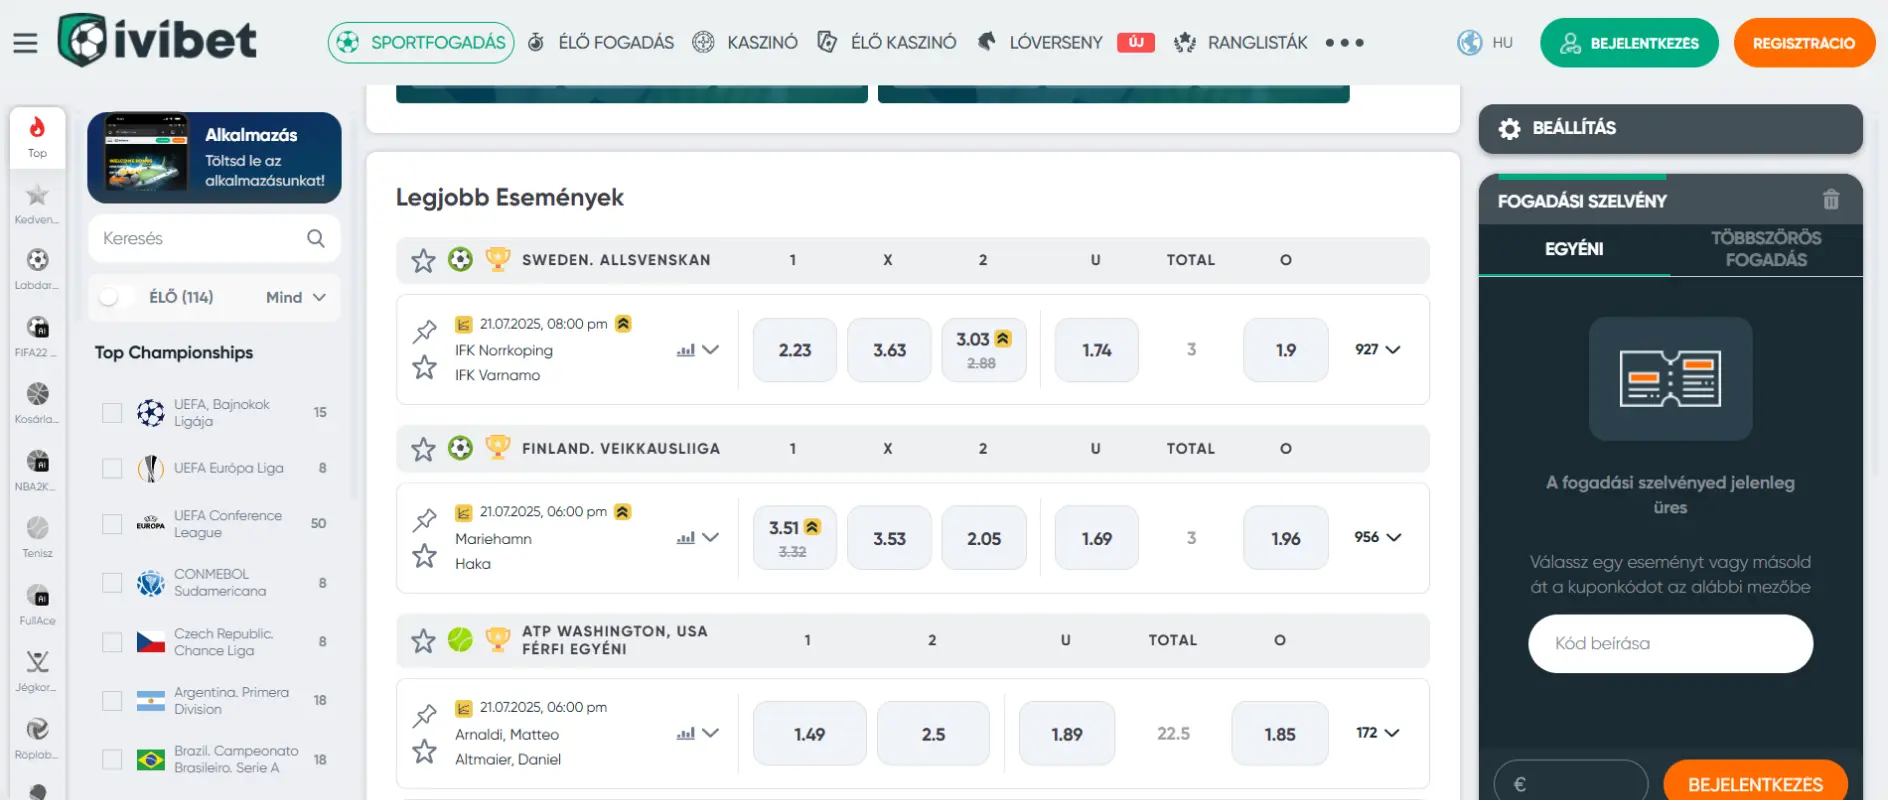 ivibet
SPORTFOGADÁS
ÉLŐ FOGADÁS
KASZINÓ
ÉLŐ KASZINÓ
LÓVERSENY
ÚJ
RANGLISTÁK
HU
BEJELENTKEZÉS
REGISZTRÁCIÓ
Top
Kedven...
Labdar...
FIFA22 ...
Kosárla...
NBA2K...
Tenisz
FullAce
Jégkor...
Röplab...
Alkalmazás
Töltsd le az
alkalmazásunkat!
Keresés
ÉLŐ (114)
Mind
Top Championships
UEFA, Bajnokok
Ligája
15
UEFA Európa Liga
8
UEFA Conference
League
50
CONMEBOL
Sudamericana
8
Czech Republic.
Chance Liga
8
Argentina. Primera
Division
18
Brazil. Campeonato
Brasileiro. Serie A
18
Legjobb Események
SWEDEN. ALLSVENSKAN 1 X 2 U TOTAL O
21.07.2025, 08:00 pm
IFK Norrkoping
IFK Varnamo
2.23 3.63 3.03 1.74 3 1.9 927
2.88
FINLAND. VEIKKAUSLIIGA 1 X 2 U TOTAL O
21.07.2025, 06:00 pm
Mariehamn
Haka
3.51 3.53 2.05 1.69 3 1.96 956
3.32
ATP WASHINGTON, USA
FÉRFI EGYÉNI
1 2 U TOTAL O
21.07.2025, 06:00 pm
Arnaldi, Matteo
Altmaier, Daniel
1.49 2.5 1.89 22.5 1.85 172
BEÁLLÍTÁS
FOGADÁSI SZELVÉNY
EGYÉNI
TÖBBSZÖRÖS
FOGADÁS
A fogadási szelvényed jelenleg
üres
Válassz egy eseményt vagy másold
át a kuponkódot az alábbi mezőbe
Kód beírása
€
BEJELENTKEZÉS